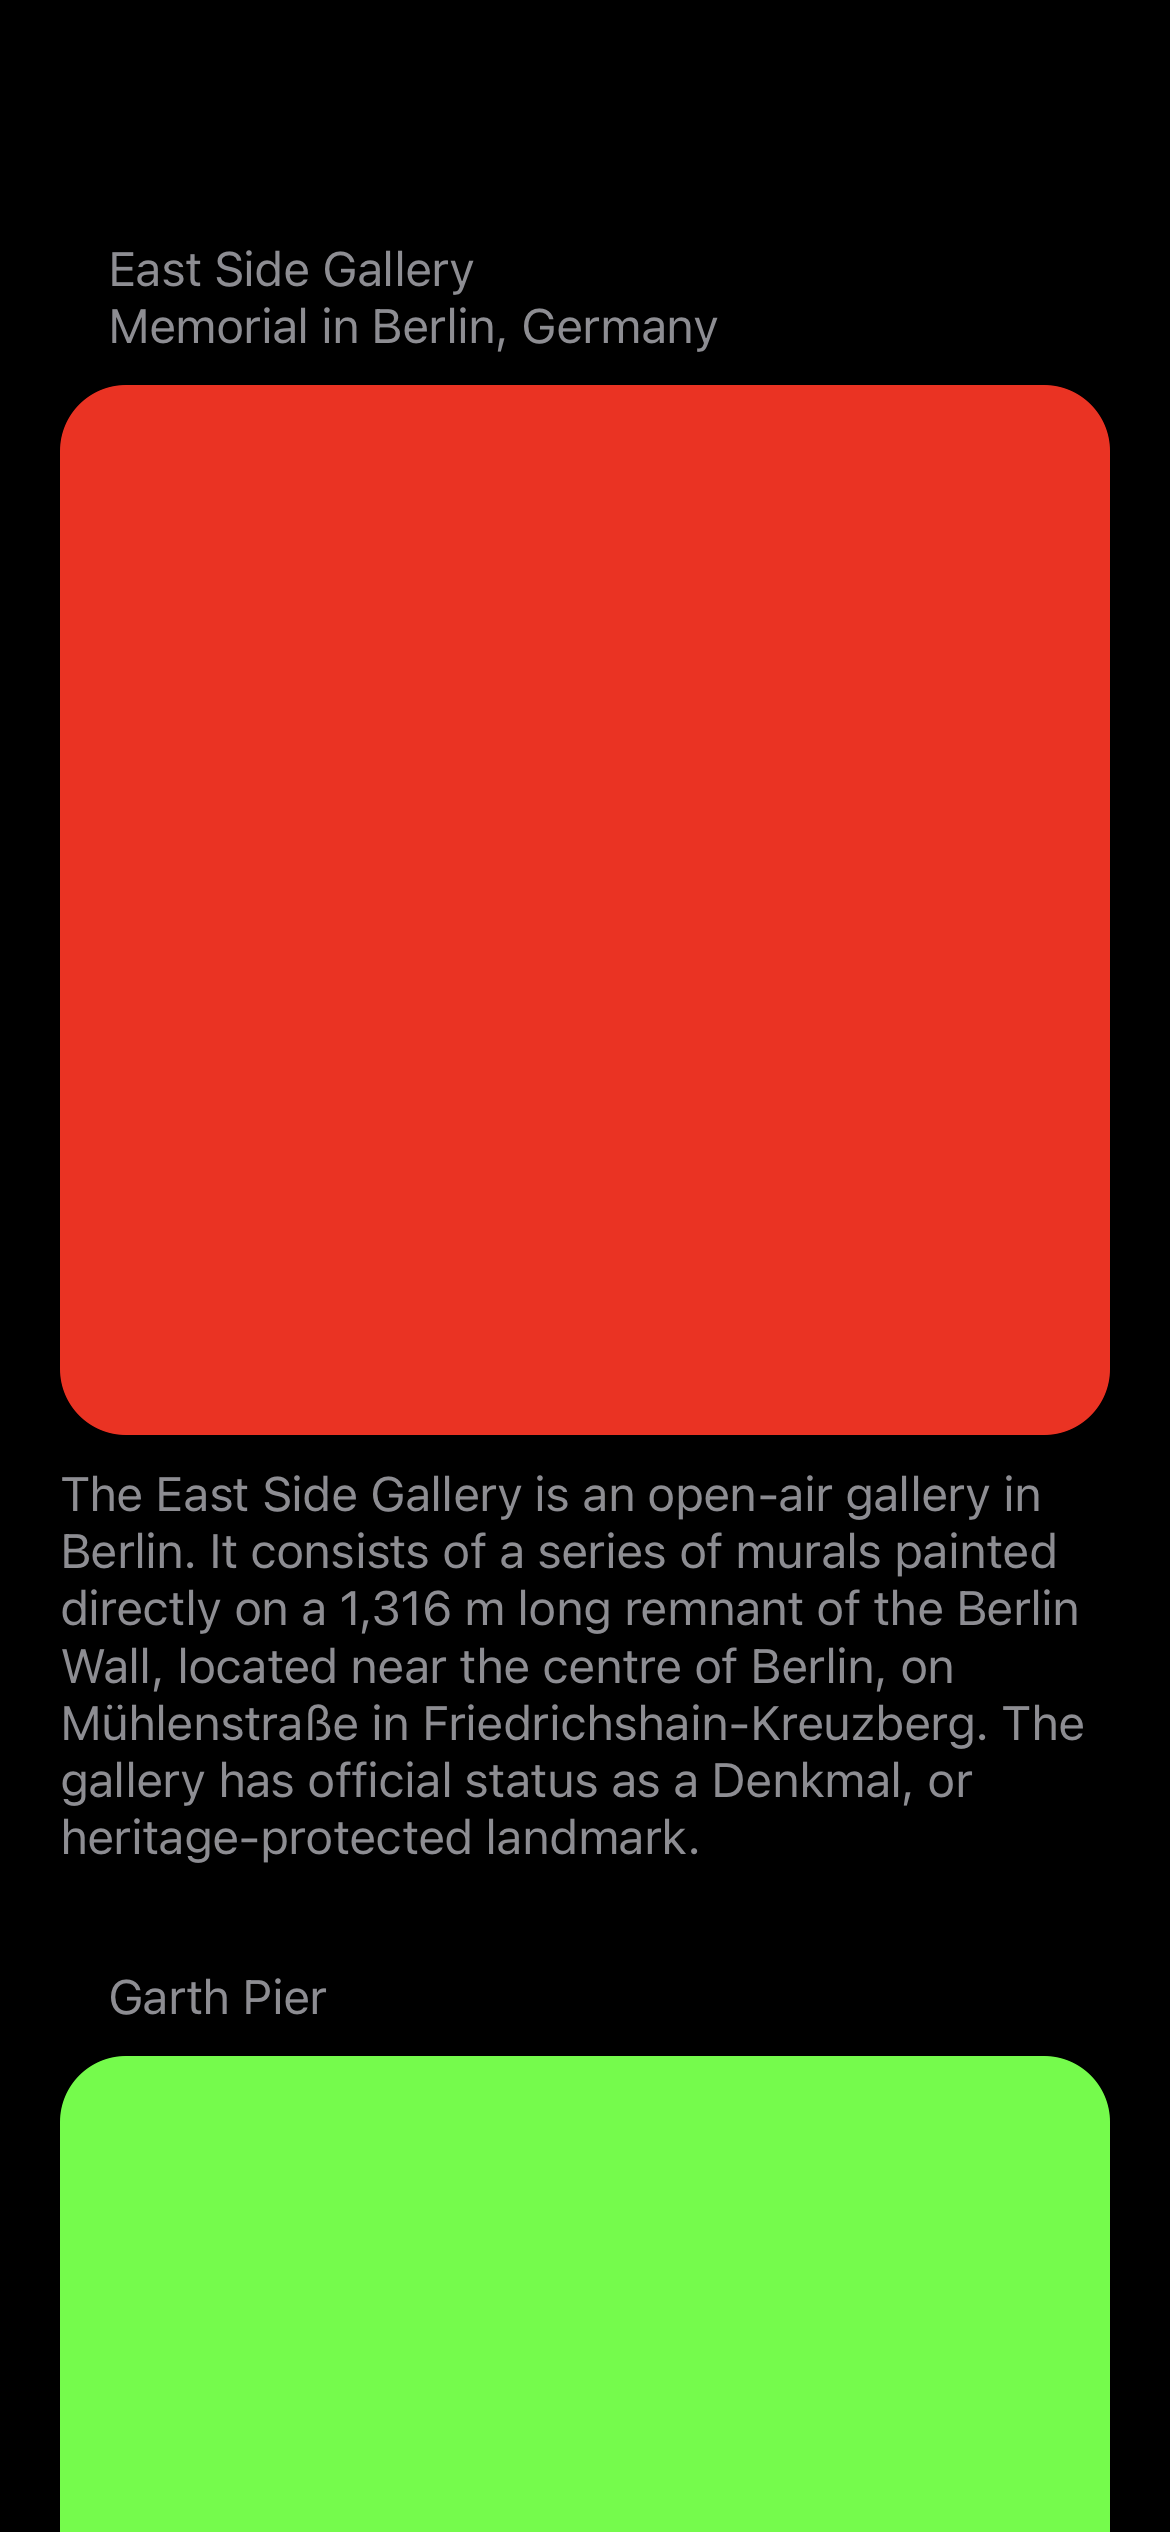 East Side Gallery
Memorial in Berlin, Germany
The East Side Gallery is an open-air gallery in
Berlin. It consists of a series of murals painted
directly on a 1,316 m long remnant of the Berlin
Wall, located near the centre of Berlin, on
Mühlenstraße in Friedrichshain-Kreuzberg. The
gallery has official status as a Denkmal, or
heritage-protected landmark.
Garth Pier